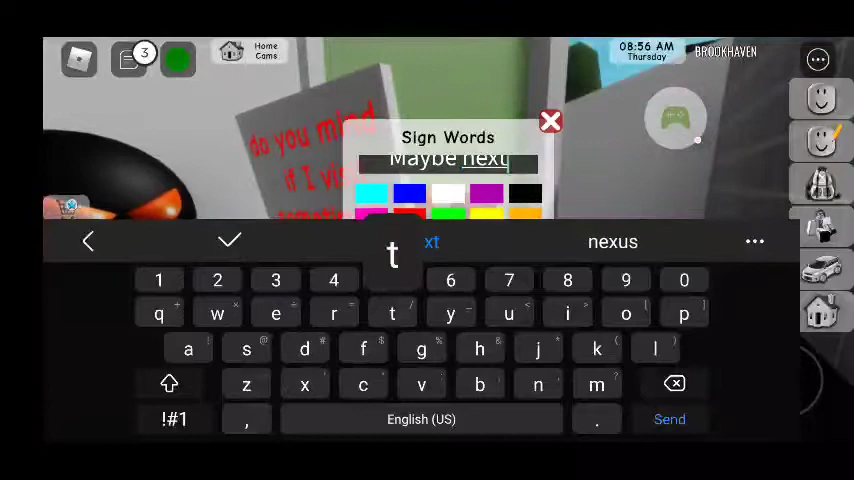 3
Home
Cams
08:56 AM
Thursday
BROOKHAVEN
do you mind
if I
Sign Words
Maybe next
xt
nexus
t
1 2 3 4 6 7 8 9 0
q w e r t y u i o p
a s d f g h j k l
z x c v b n m
!#1 , English (US) . Send